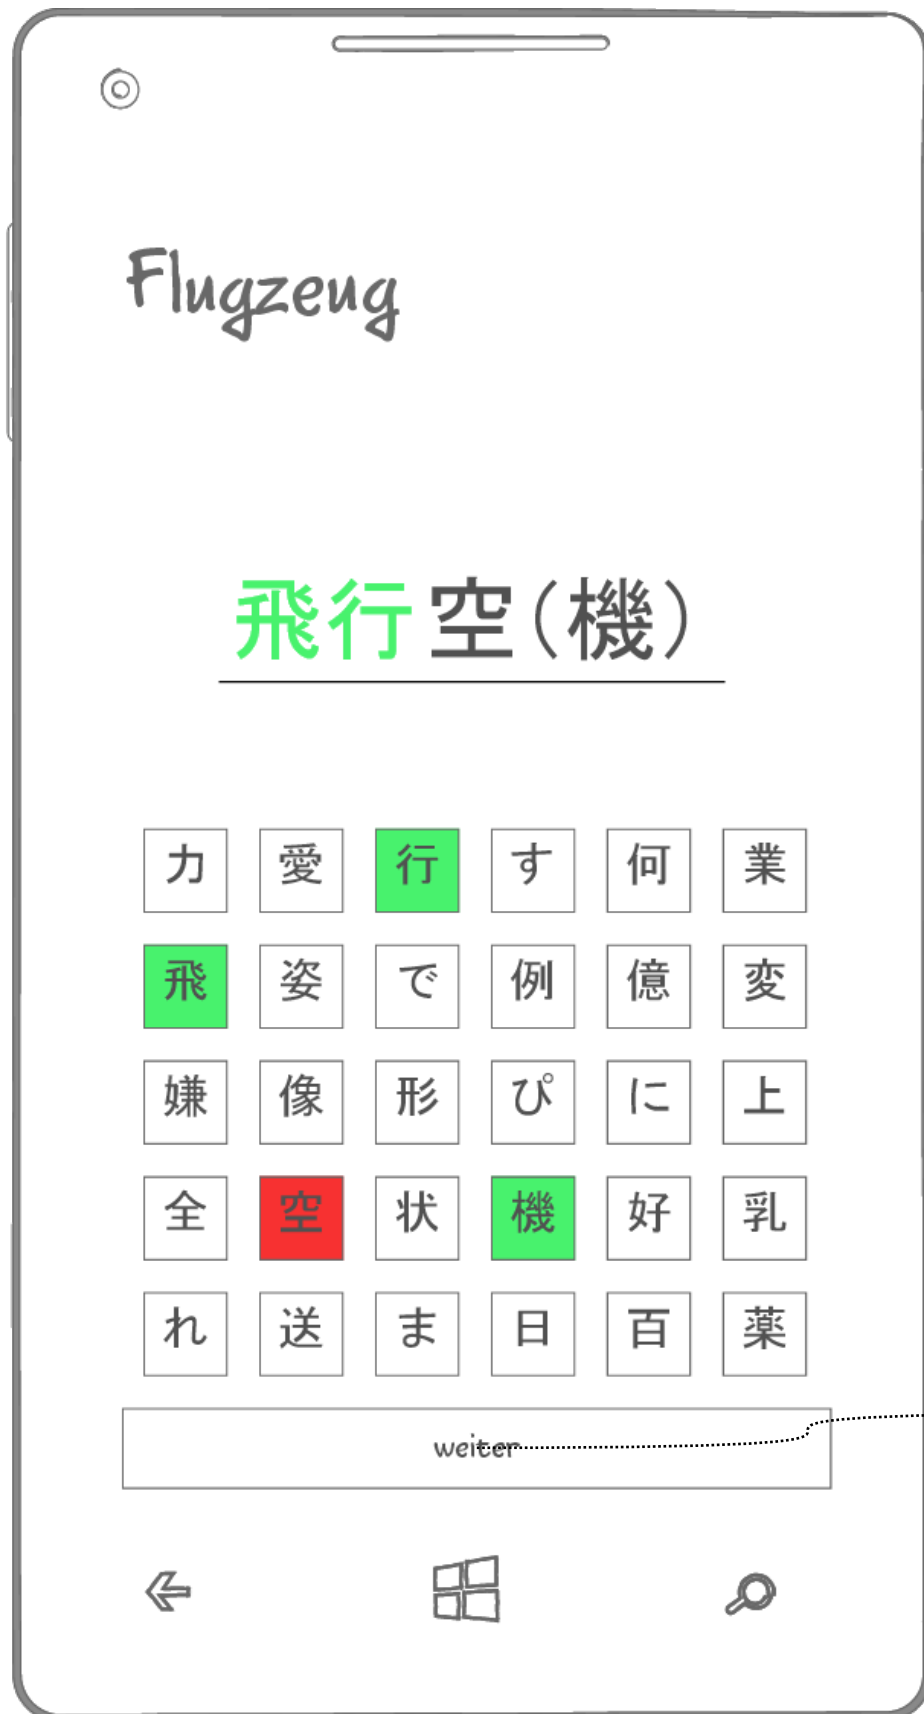 Flugzeug
飛行空(機)
力 愛 行 す 何 業
飛 姿 で 例 億 変
嫌 像 形 ぴ に 上
全 空 状 機 好 乳
れ 送 ま 日 百 薬
weiter